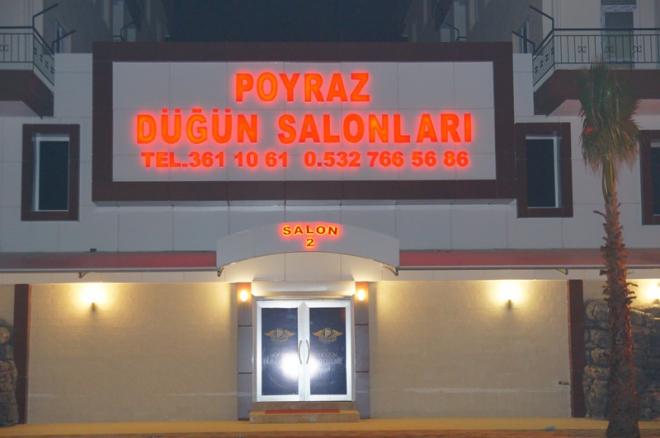 POYRAZ
DÜĞÜN SALONLARI
TEL.361 10 61 0.532 766 56 86
SALON
2